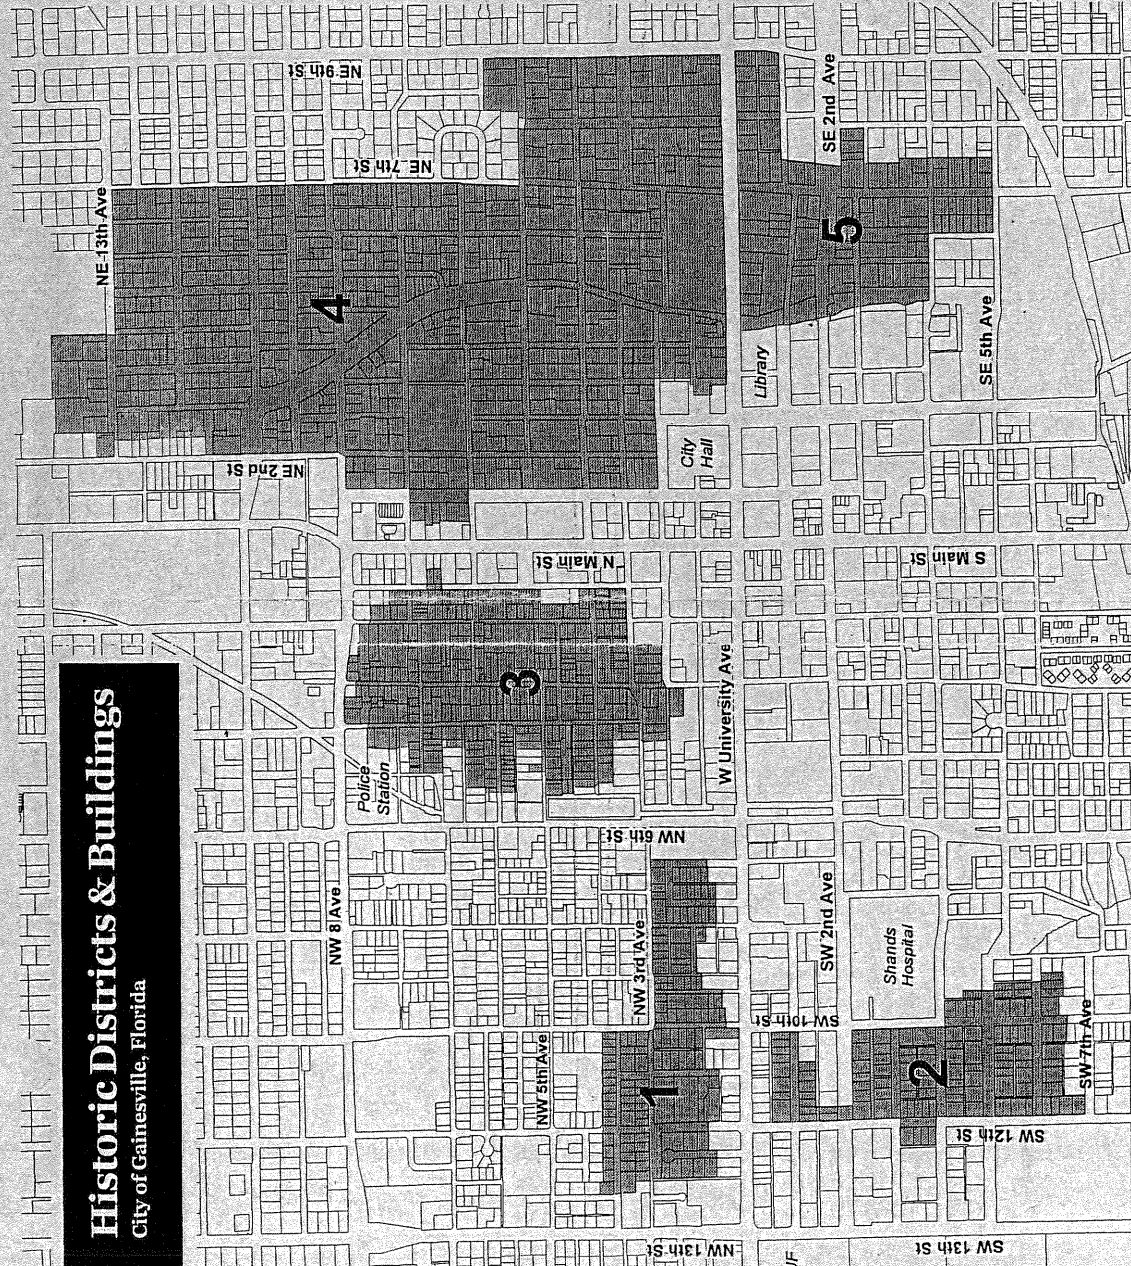 Historic Districts & Buildings
City of Gainesville, Florida
NE 9th St
NE 7th St
NE 13th Ave
SE 2nd Ave
4
5
NE 2nd St
City
Hall
Library
SE 5th Ave
N Main St
S Main St
3
Police
Station
W University Ave
NW 6th St
NW 8 Ave
NW 3rd Ave
SW 2nd Ave
Shands
Hospital
NW 5th Ave
SW 10th St
1
2
SW 7th Ave
SW 12th St
NW 13th St
SW 13th St
UF